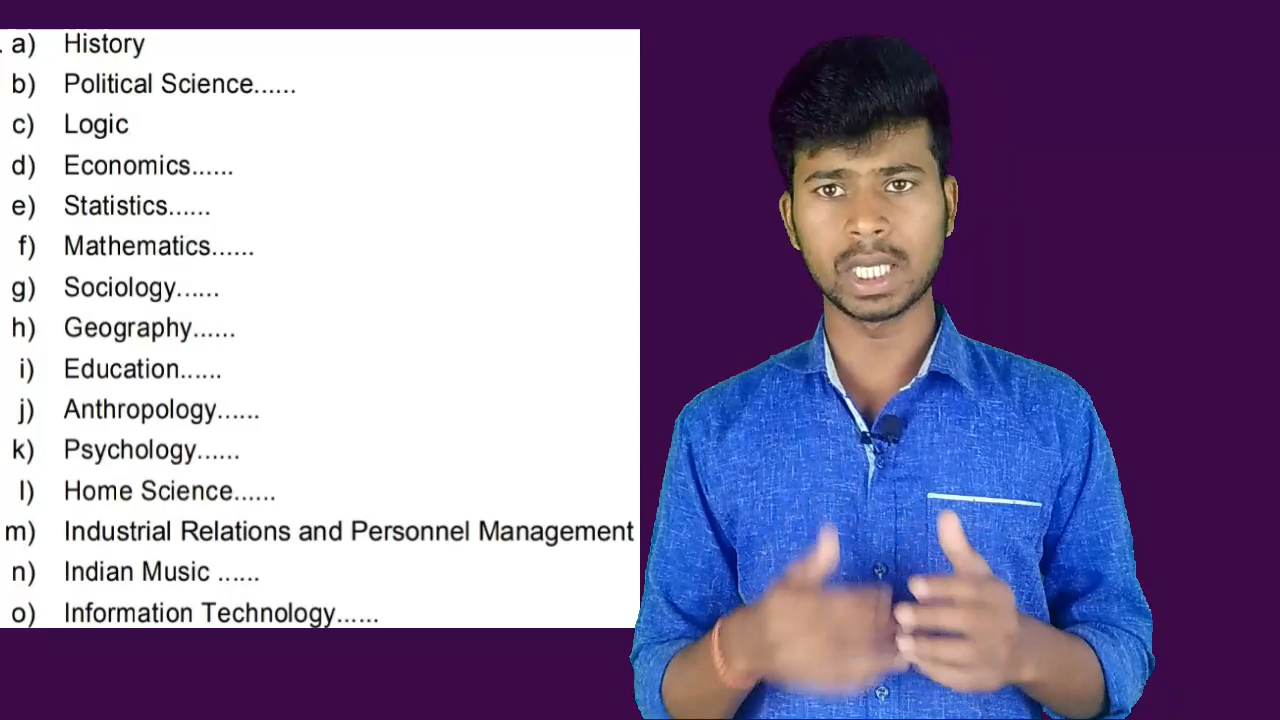 . a) History
b) Political Science......
c) Logic
d) Economics......
e) Statistics......
f) Mathematics......
g) Sociology......
h) Geography......
i) Education......
j) Anthropology......
k) Psychology......
l) Home Science......
m) Industrial Relations and Personnel Management
n) Indian Music ......
o) Information Technology......